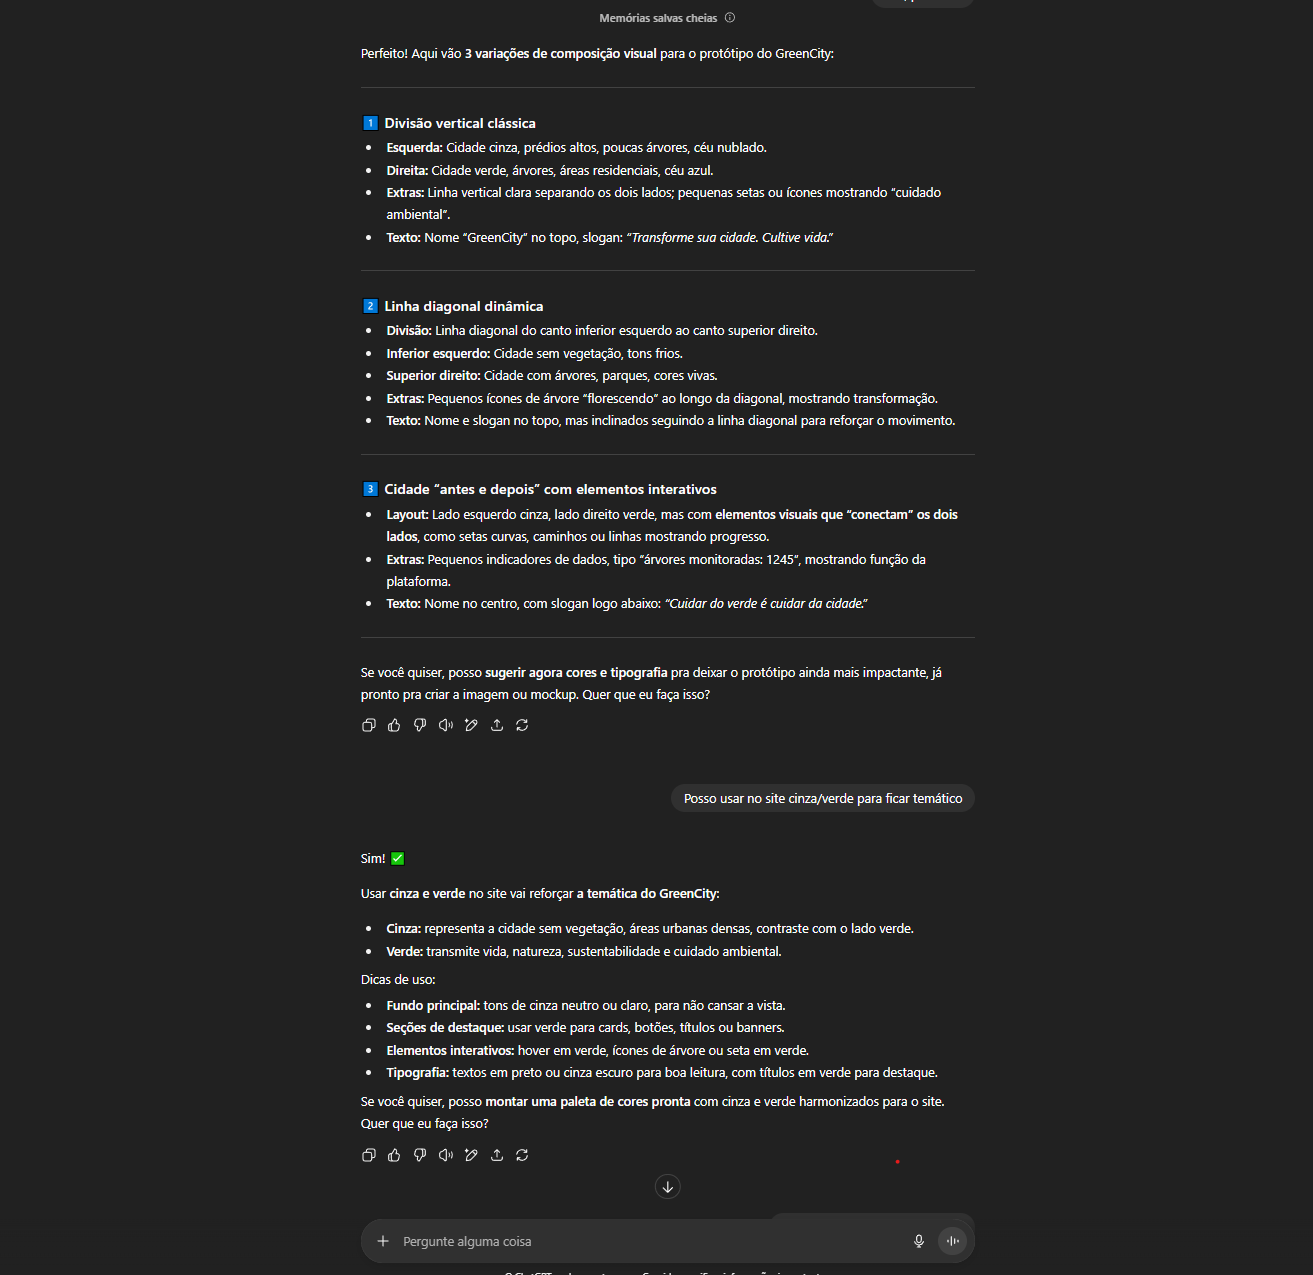 Memórias salvas cheias
Perfeito! Aqui vão 3 variações de composição visual para o protótipo do GreenCity:
1 Divisão vertical clássica
• Esquerda: Cidade cinza, prédios altos, poucas árvores, céu nublado.
• Direita: Cidade verde, árvores, áreas residenciais, céu azul.
• Extras: Linha vertical clara separando os dois lados; pequenas setas ou ícones mostrando “cuidado
ambiental”.
• Texto: Nome “GreenCity” no topo, slogan: “Transforme sua cidade. Cultive vida.”
2 Linha diagonal dinâmica
• Divisão: Linha diagonal do canto inferior esquerdo ao canto superior direito.
• Inferior esquerdo: Cidade sem vegetação, tons frios.
• Superior direito: Cidade com árvores, parques, cores vivas.
• Extras: Pequenos ícones de árvore “florescendo” ao longo da diagonal, mostrando transformação.
• Texto: Nome e slogan no topo, mas inclinados seguindo a linha diagonal para reforçar o movimento.
3 Cidade “antes e depois” com elementos interativos
• Layout: Lado esquerdo cinza, lado direito verde, mas com elementos visuais que “conectam” os dois
lados, como setas curvas, caminhos ou linhas mostrando progresso.
• Extras: Pequenos indicadores de dados, tipo “árvores monitoradas: 1245”, mostrando função da
plataforma.
• Texto: Nome no centro, com slogan logo abaixo: “Cuidar do verde é cuidar da cidade.”
Se você quiser, posso sugerir agora cores e tipografia pra deixar o protótipo ainda mais impactante, já
pronto pra criar a imagem ou mockup. Quer que eu faça isso?
Posso usar no site cinza/verde para ficar temático
Sim! ✅
Usar cinza e verde no site vai reforçar a temática do GreenCity:
• Cinza: representa a cidade sem vegetação, áreas urbanas densas, contraste com o lado verde.
• Verde: transmite vida, natureza, sustentabilidade e cuidado ambiental.
Dicas de uso:
• Fundo principal: tons de cinza neutro ou claro, para não cansar a vista.
• Seções de destaque: usar verde para cards, botões, títulos ou banners.
• Elementos interativos: hover em verde, ícones de árvore ou seta em verde.
• Tipografia: textos em preto ou cinza escuro para boa leitura, com títulos em verde para destaque.
Se você quiser, posso montar uma paleta de cores pronta com cinza e verde harmonizados para o site.
Quer que eu faça isso?
Pergunte alguma coisa